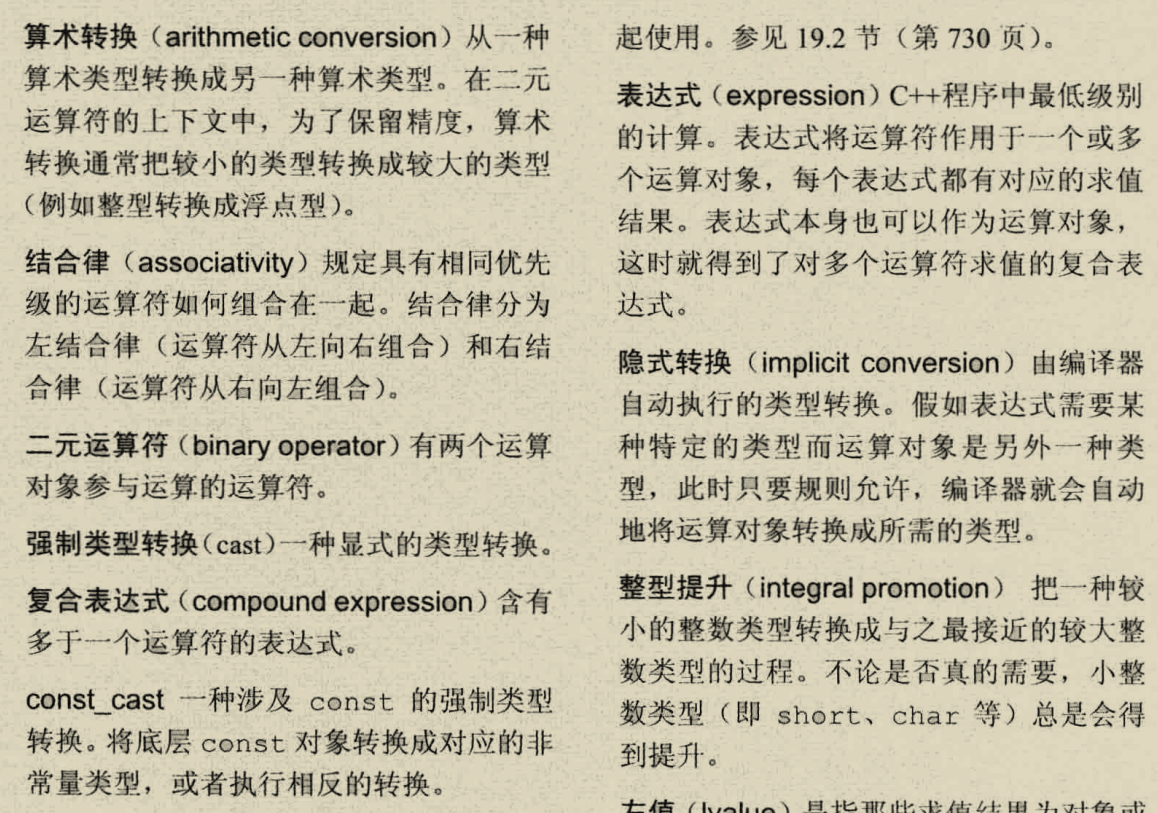 算术转换（arithmetic conversion）从一种
算术类型转换成另一种算术类型。在二元
运算符的上下文中，为了保留精度，算术
转换通常把较小的类型转换成较大的类型
（例如整型转换成浮点型）。
结合律（associativity）规定具有相同优先
级的运算符如何组合在一起。结合律分为
左结合律（运算符从左向右组合）和右结
合律（运算符从右向左组合）。
二元运算符（binary operator）有两个运算
对象参与运算的运算符。
强制类型转换（cast）一种显式的类型转换。
复合表达式（compound expression）含有
多于一个运算符的表达式。
const_cast 一种涉及 const 的强制类型
转换。将底层 const 对象转换成对应的非
常量类型，或者执行相反的转换。
起使用。参见 19.2 节（第 730 页）。
表达式（expression）C++程序中最低级别
的计算。表达式将运算符作用于一个或多
个运算对象，每个表达式都有对应的求值
结果。表达式本身也可以作为运算对象，
这时就得到了对多个运算符求值的复合表
达式。
隐式转换（implicit conversion）由编译器
自动执行的类型转换。假如表达式需要某
种特定的类型而运算对象是另外一种类
型，此时只要规则允许，编译器就会自动
地将运算对象转换成所需的类型。
整型提升（integral promotion） 把一种较
小的整数类型转换成与之最接近的较大整
数类型的过程。不论是否真的需要，小整
数类型（即 short、char 等）总是会得
到提升。
左值（lvalue）是指那些求值结果为对象或